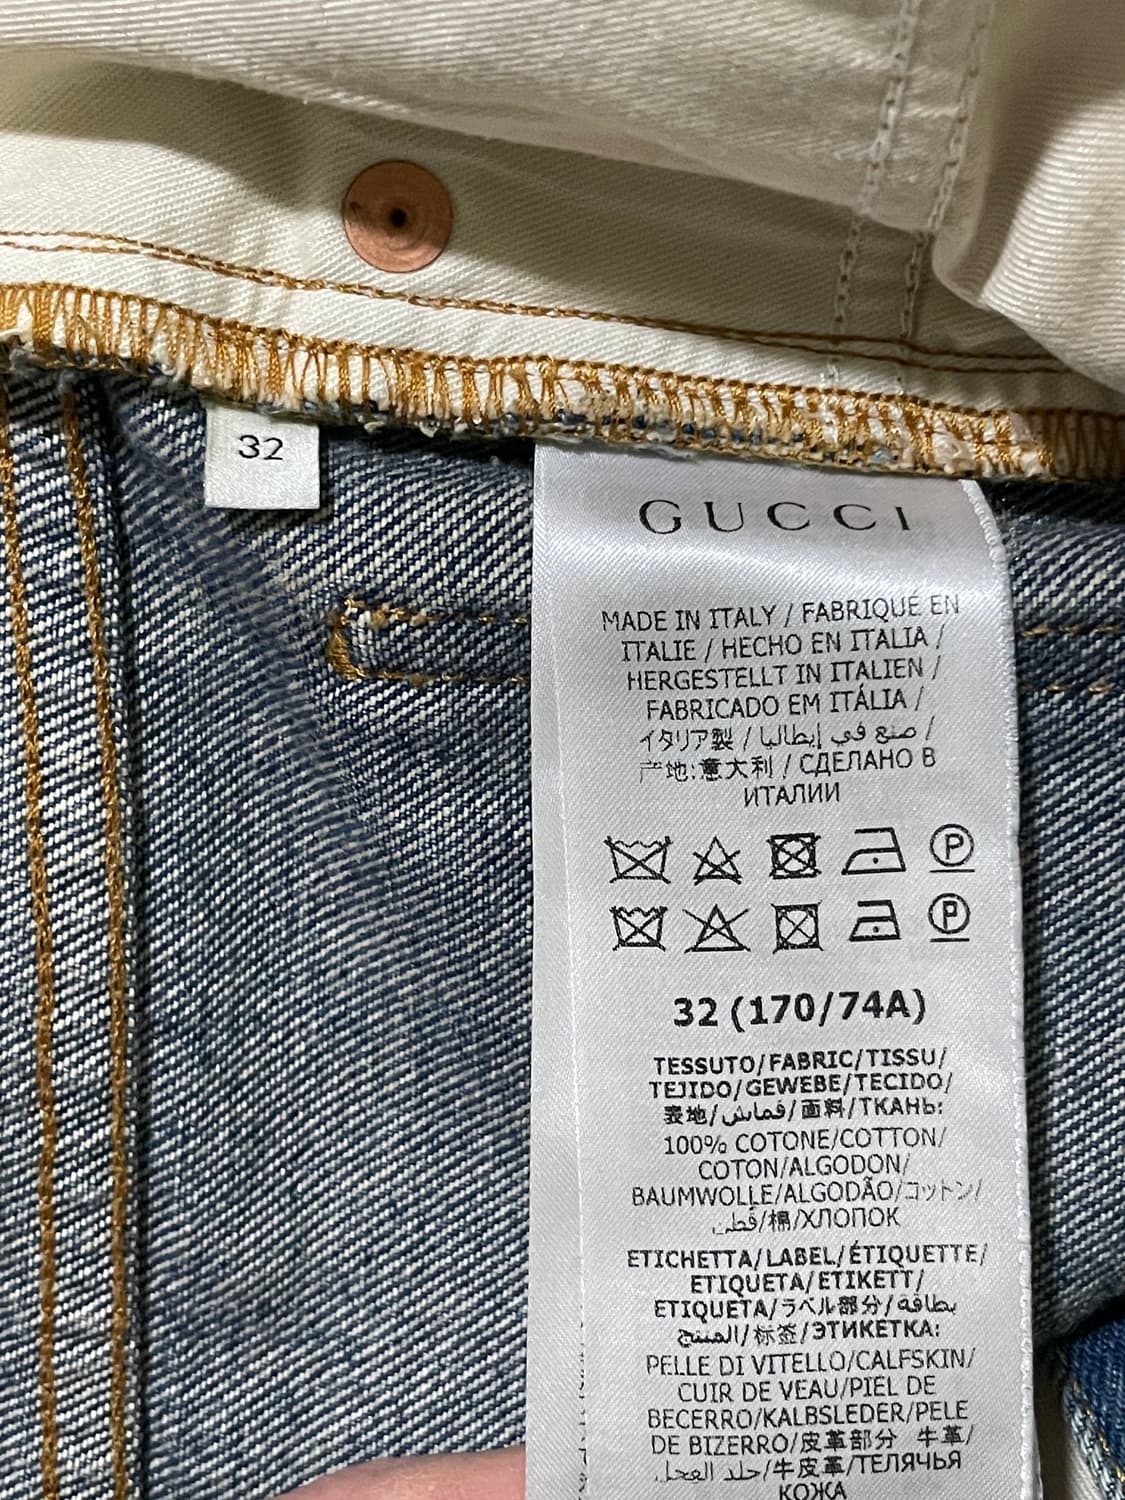 32
GUCCI
MADE IN ITALY / FABRIQUÉ EN
ITALIE / HECHO EN ITALIA /
HERGESTELLT IN ITALIEN /
FABRICADO EM ITÁLIA /
イタリア製 / صنع في إيطاليا /
产地:意大利 / СДЕЛАНО В
ИТАЛИИ
P
P
32 (170/74A)
TESSUTO/FABRIC/TISSU/
TEJIDO/GEWEBE/TECIDO/
表地/قماش/面料/ТКАНЬ:
100% COTONE/COTTON/
COTON/ALGODON/
BAUMWOLLE/ALGODÃO/コットン/
قطن/棉/ХЛОПОК
ETICHETTA/LABEL/ÉTIQUETTE/
ETIQUETA/ETIKETT/
ETIQUETA/ラベル部分/بطاقة
المنتج/标签/ЭТИКЕТКА:
PELLE DI VITELLO/CALFSKIN/
CUIR DE VEAU/PIEL DE
BECERRO/KALBSLEDER/PELE
DE BIZERRO/皮革部分 牛革/
جلد العجل/牛皮革/ТЕЛЯЧЬЯ
КОЖА